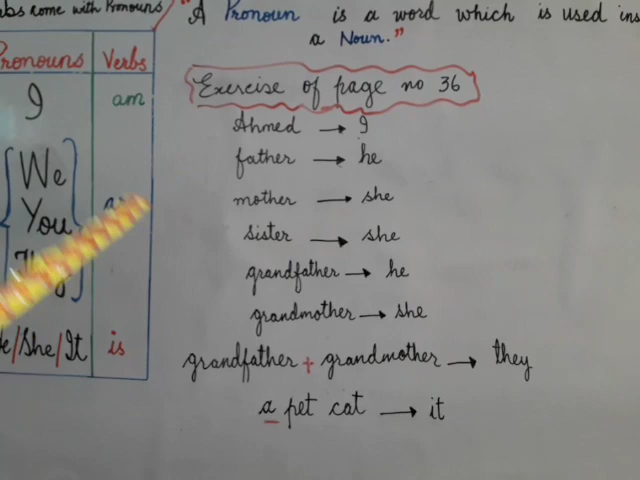 come with Pronouns
"A Pronoun is a word which is used
a Noun."
Pronouns Verbs
I am
We
You
He/She/It is
Exercise of page no 36
Ahmed → I
father → he
mother → she
sister → she
grandfather → he
grandmother → she
grandfather + grandmother → they
a pet cat → it